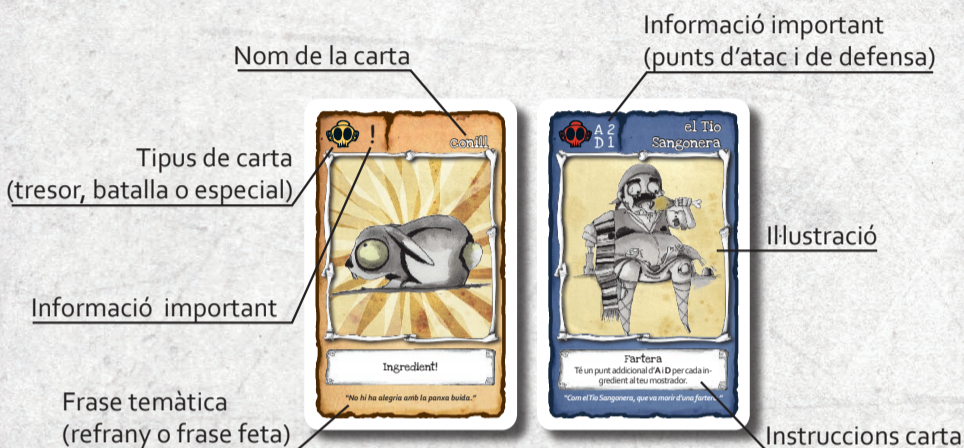 Informació important
(punts d'atac i de defensa)
Nom de la carta
Tipus de carta
(tresor, batalla o especial)
Informació important
Frase temàtica
(refrany o frase feta)
!
conill
Ingredient!
"No hi ha alegria amb la panxa buida."
A 2
D 1
el Tio
Sangonera
Fartera
Té un punt addicional d'A i D per cada in-
gredient al teu mostrador.
"Com el Tio Sangonera, que va morir d'una fartera."
Il·lustració
Instruccions carta